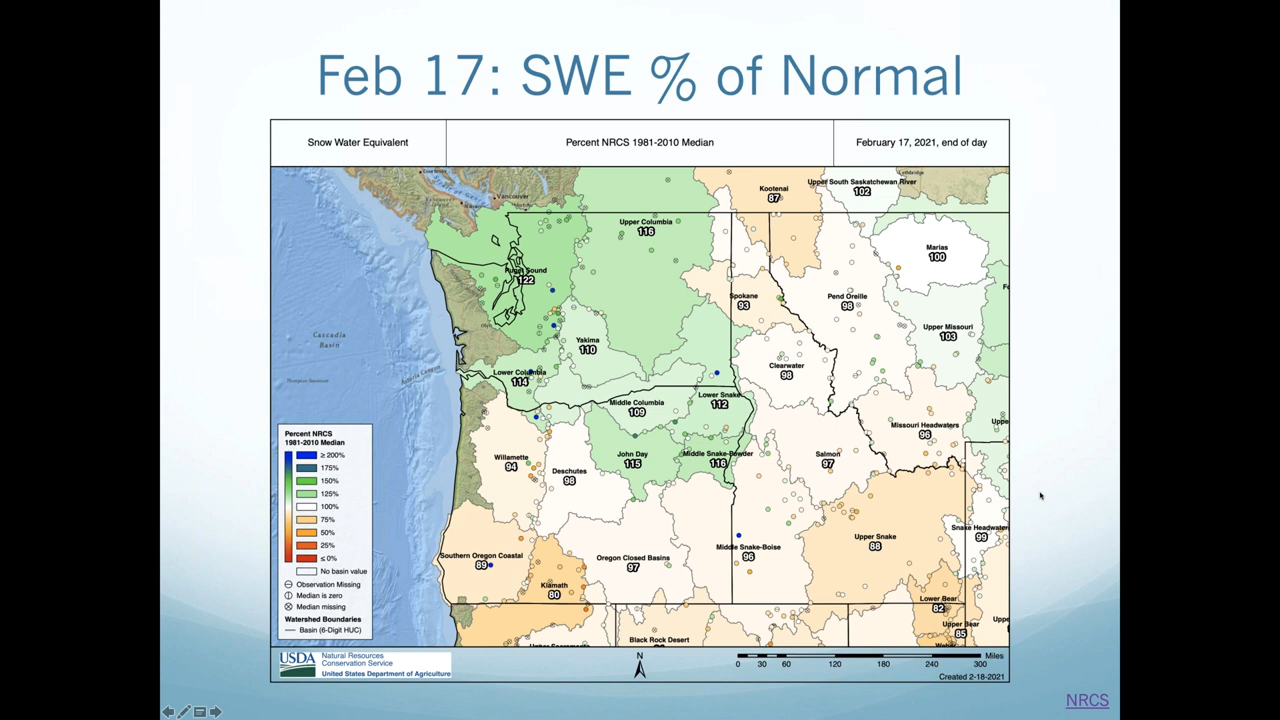 Feb 17: SWE % of Normal
Snow Water Equivalent
Percent NRCS 1981-2010 Median
February 17, 2021, end of day
Vancouver
Kootenai
87
Upper South Saskatchewan River
102
Lethbridge
Upper Columbia
116
Marias
100
Puget Sound
122
Spokane
93
Pend Oreille
98
Cascadia
Basin
Upper Missouri
103
Yakima
110
Clearwater
98
Lower Columbia
114
Astoria Canyon
Lower Snake
112
Middle Columbia
109
Missouri Headwaters
96
Willamette
94
Deschutes
98
John Day
115
Middle Snake-Powder
118
Salmon
97
Snake Headwaters
99
Upper Snake
88
Southern Oregon Coastal
89
Klamath
80
Oregon Closed Basins
97
Middle Snake-Boise
96
Lower Bear
82
Upper Bear
85
Black Rock Desert
Percent NRCS
1981-2010 Median
≥ 200%
175%
150%
125%
100%
75%
50%
25%
≤ 0%
No basin value
Observation Missing
Median is zero
Median missing
Watershed Boundaries
Basin (6-Digit HUC)
USDA
Natural Resources
Conservation Service
United States Department of Agriculture
N
Miles
0 30 60 120 180 240 300
Created 2-18-2021
NRCS